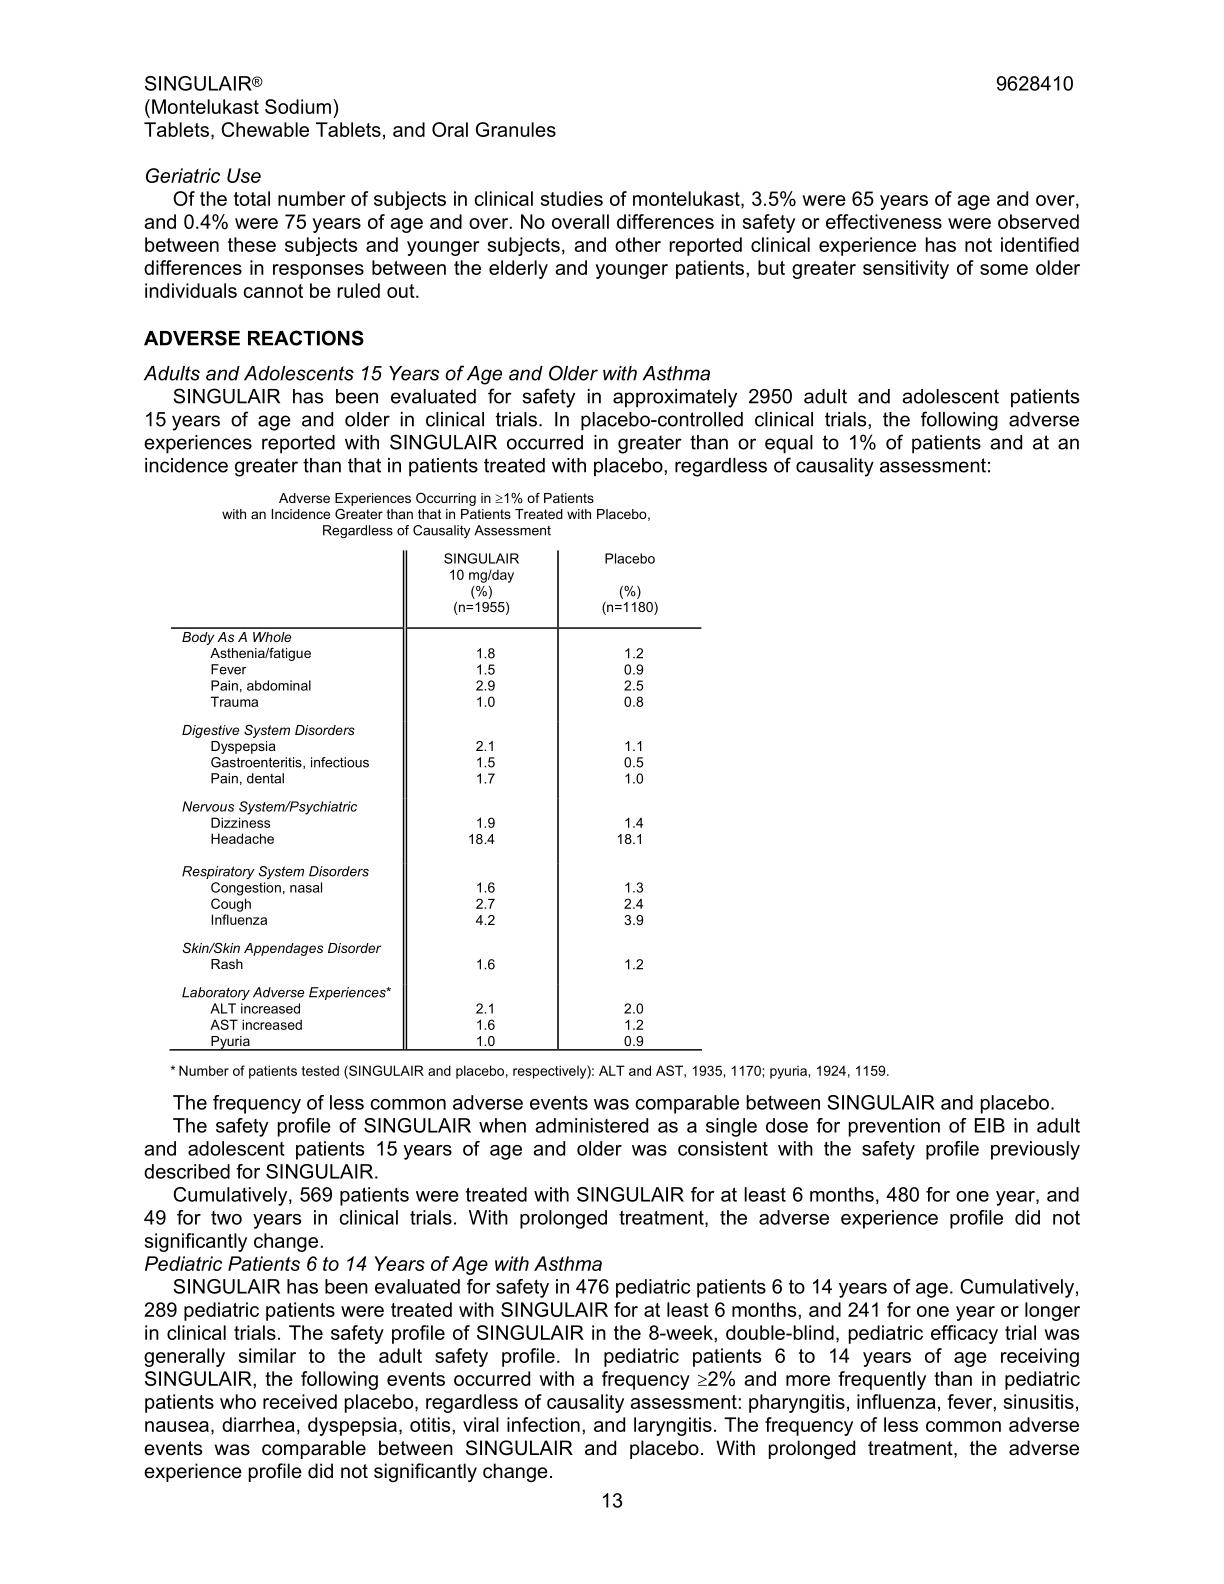 SINGULAIR® 9628410
(Montelukast Sodium)
Tablets, Chewable Tablets, and Oral Granules
Geriatric Use
Of the total number of subjects in clinical studies of montelukast, 3.5% were 65 years of age and over,
and 0.4% were 75 years of age and over. No overall differences in safety or effectiveness were observed
between these subjects and younger subjects, and other reported clinical experience has not identified
differences in responses between the elderly and younger patients, but greater sensitivity of some older
individuals cannot be ruled out.
ADVERSE REACTIONS
Adults and Adolescents 15 Years of Age and Older with Asthma
SINGULAIR has been evaluated for safety in approximately 2950 adult and adolescent patients
15 years of age and older in clinical trials. In placebo-controlled clinical trials, the following adverse
experiences reported with SINGULAIR occurred in greater than or equal to 1% of patients and at an
incidence greater than that in patients treated with placebo, regardless of causality assessment:
Adverse Experiences Occurring in ≥1% of Patients
with an Incidence Greater than that in Patients Treated with Placebo,
Regardless of Causality Assessment
SINGULAIR Placebo
10 mg/day
(%) (%)
(n=1955) (n=1180)
Body As A Whole
Asthenia/fatigue 1.8 1.2
Fever 1.5 0.9
Pain, abdominal 2.9 2.5
Trauma 1.0 0.8
Digestive System Disorders
Dyspepsia 2.1 1.1
Gastroenteritis, infectious 1.5 0.5
Pain, dental 1.7 1.0
Nervous System/Psychiatric
Dizziness 1.9 1.4
Headache 18.4 18.1
Respiratory System Disorders
Congestion, nasal 1.6 1.3
Cough 2.7 2.4
Influenza 4.2 3.9
Skin/Skin Appendages Disorder
Rash 1.6 1.2
Laboratory Adverse Experiences*
ALT increased 2.1 2.0
AST increased 1.6 1.2
Pyuria 1.0 0.9
* Number of patients tested (SINGULAIR and placebo, respectively): ALT and AST, 1935, 1170; pyuria, 1924, 1159.
The frequency of less common adverse events was comparable between SINGULAIR and placebo.
The safety profile of SINGULAIR when administered as a single dose for prevention of EIB in adult
and adolescent patients 15 years of age and older was consistent with the safety profile previously
described for SINGULAIR.
Cumulatively, 569 patients were treated with SINGULAIR for at least 6 months, 480 for one year, and
49 for two years in clinical trials. With prolonged treatment, the adverse experience profile did not
significantly change.
Pediatric Patients 6 to 14 Years of Age with Asthma
SINGULAIR has been evaluated for safety in 476 pediatric patients 6 to 14 years of age. Cumulatively,
289 pediatric patients were treated with SINGULAIR for at least 6 months, and 241 for one year or longer
in clinical trials. The safety profile of SINGULAIR in the 8-week, double-blind, pediatric efficacy trial was
generally similar to the adult safety profile. In pediatric patients 6 to 14 years of age receiving
SINGULAIR, the following events occurred with a frequency ≥2% and more frequently than in pediatric
patients who received placebo, regardless of causality assessment: pharyngitis, influenza, fever, sinusitis,
nausea, diarrhea, dyspepsia, otitis, viral infection, and laryngitis. The frequency of less common adverse
events was comparable between SINGULAIR and placebo. With prolonged treatment, the adverse
experience profile did not significantly change.
13